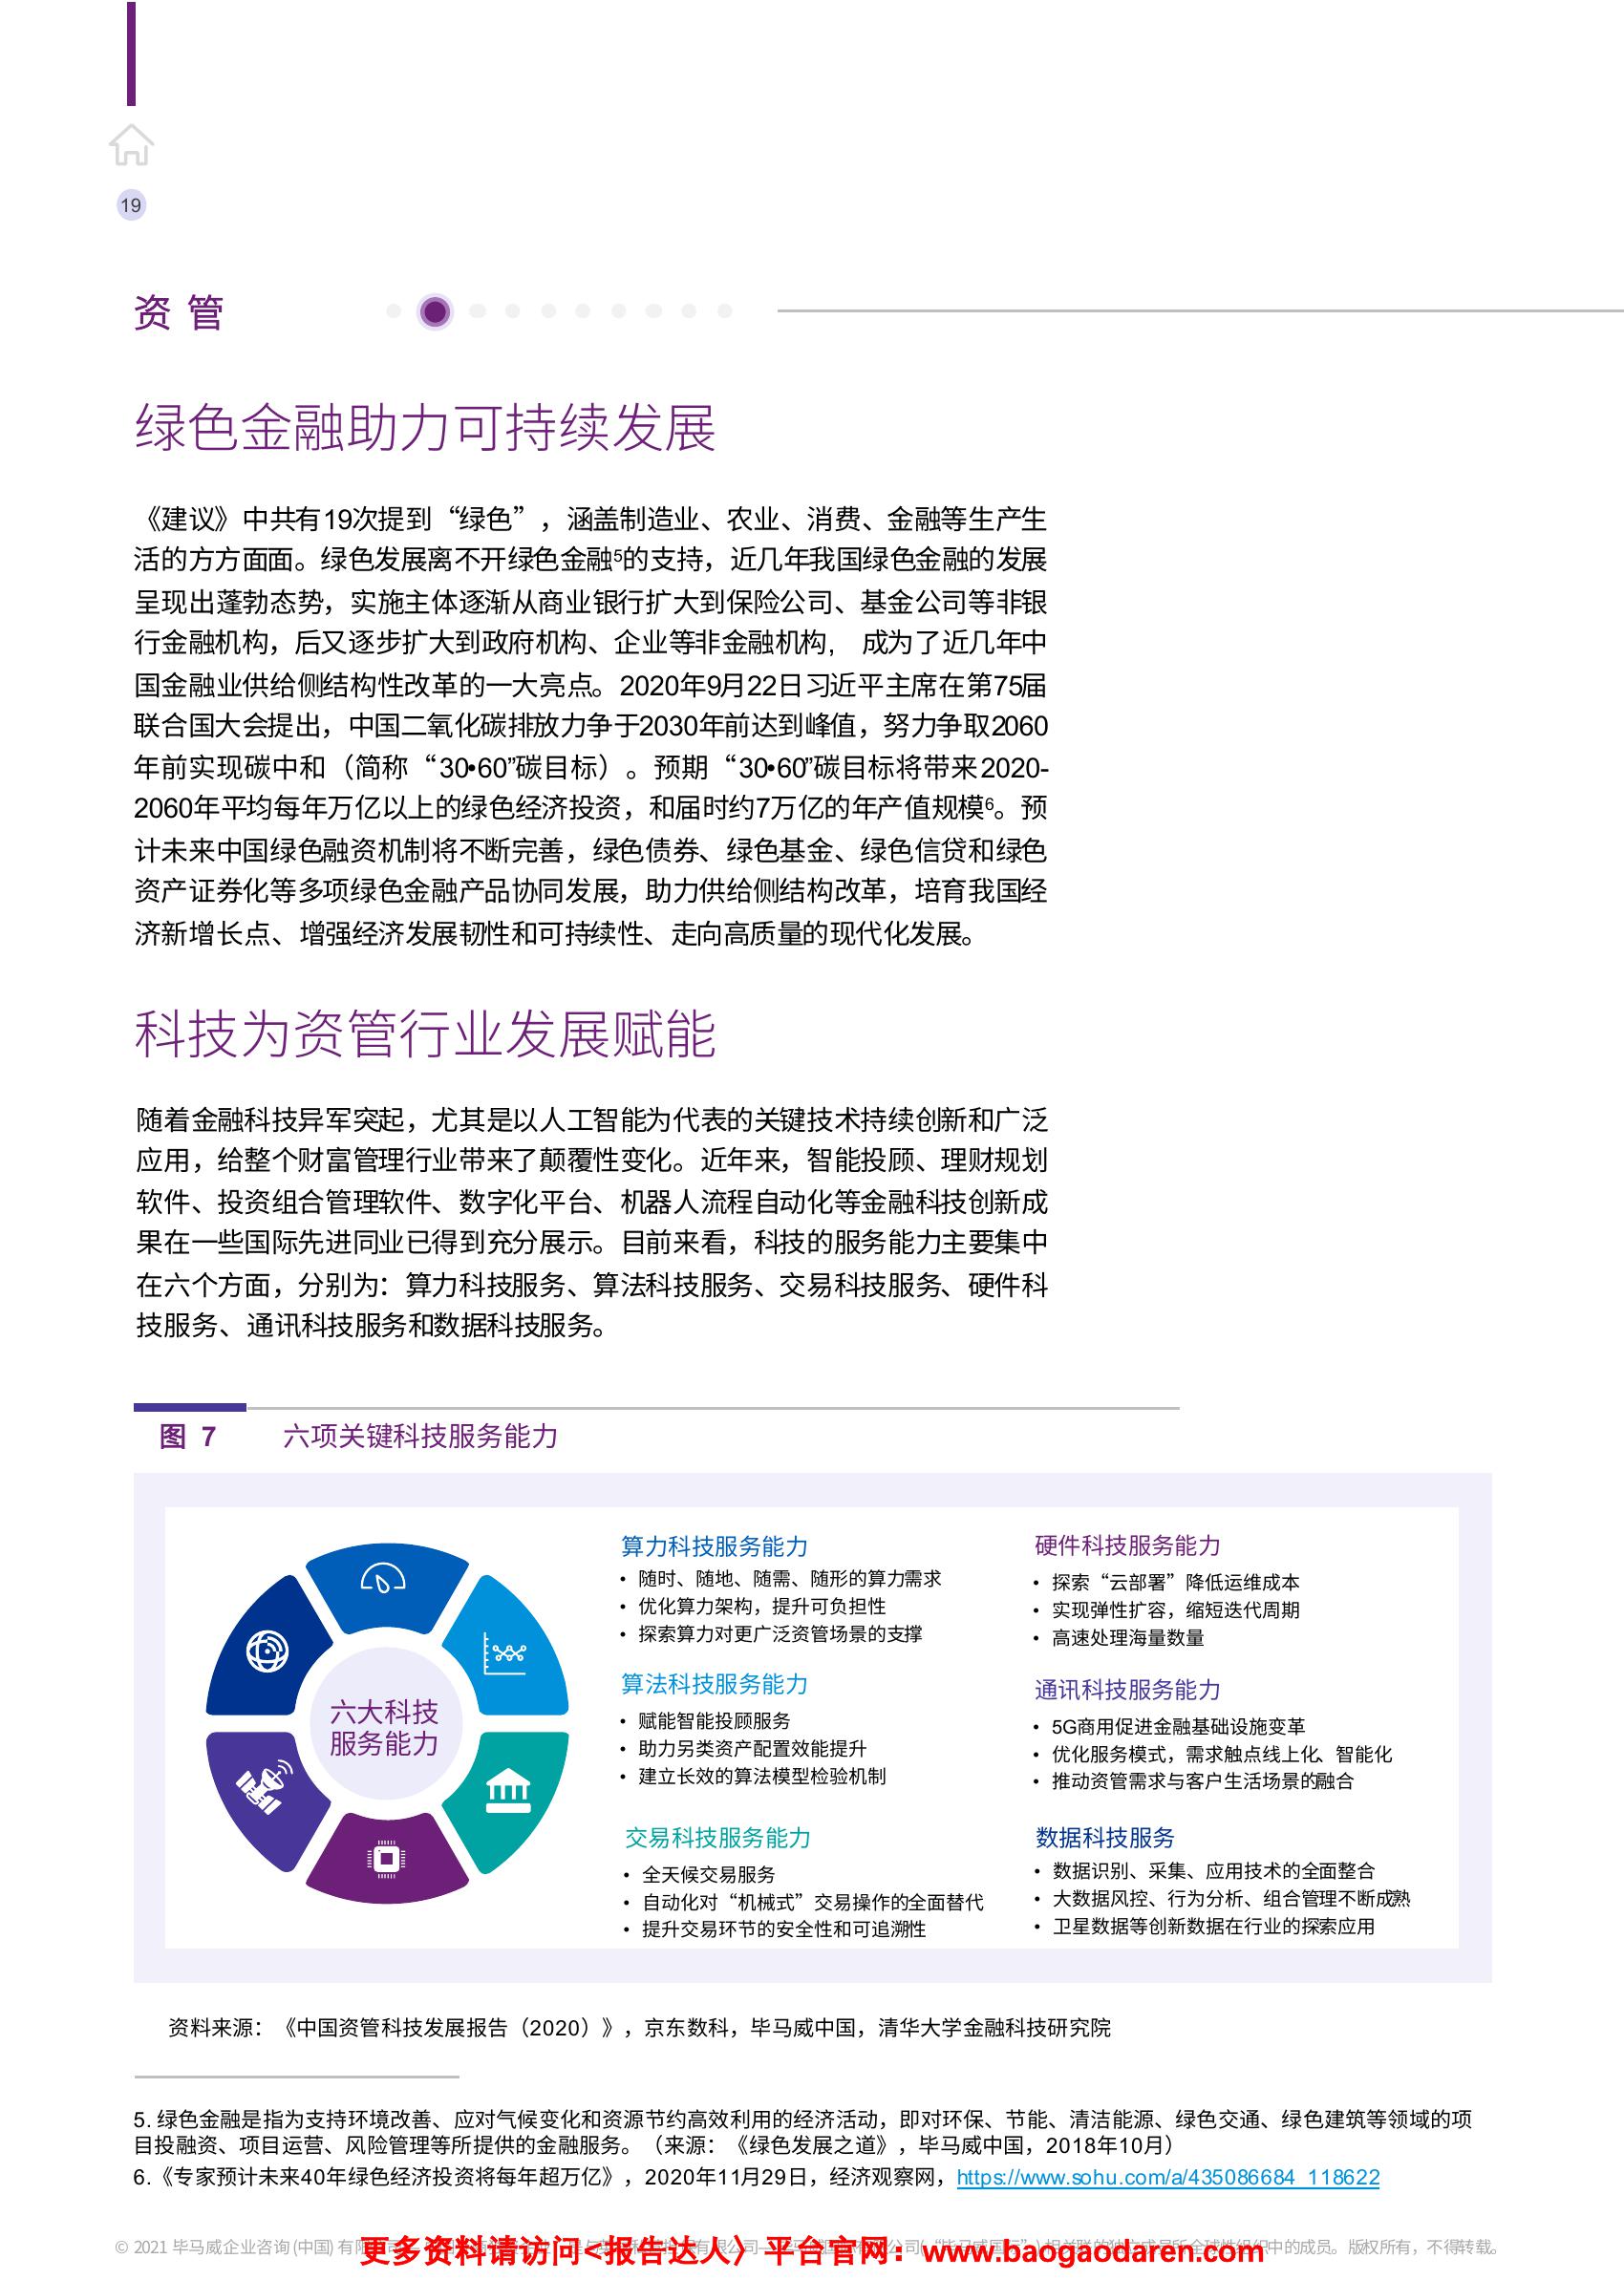 19
资 管
绿色金融助力可持续发展
《建议》中共有19次提到“绿色”，涵盖制造业、农业、消费、金融等生产生
活的方方面面。绿色发展离不开绿色金融5的支持，近几年我国绿色金融的发展
呈现出蓬勃态势，实施主体逐渐从商业银行扩大到保险公司、基金公司等非银
行金融机构，后又逐步扩大到政府机构、企业等非金融机构， 成为了近几年中
国金融业供给侧结构性改革的一大亮点。2020年9月22日习近平主席在第75届
联合国大会提出，中国二氧化碳排放力争于2030年前达到峰值，努力争取2060
年前实现碳中和（简称“30•60”碳目标）。预期“30•60”碳目标将带来2020-
2060年平均每年万亿以上的绿色经济投资，和届时约7万亿的年产值规模6。预
计未来中国绿色融资机制将不断完善，绿色债券、绿色基金、绿色信贷和绿色
资产证券化等多项绿色金融产品协同发展，助力供给侧结构改革，培育我国经
济新增长点、增强经济发展韧性和可持续性、走向高质量的现代化发展。
科技为资管行业发展赋能
随着金融科技异军突起，尤其是以人工智能为代表的关键技术持续创新和广泛
应用，给整个财富管理行业带来了颠覆性变化。近年来，智能投顾、理财规划
软件、投资组合管理软件、数字化平台、机器人流程自动化等金融科技创新成
果在一些国际先进同业已得到充分展示。目前来看，科技的服务能力主要集中
在六个方面，分别为：算力科技服务、算法科技服务、交易科技服务、硬件科
技服务、通讯科技服务和数据科技服务。
图 7 六项关键科技服务能力
六大科技
服务能力
算力科技服务能力
• 随时、随地、随需、随形的算力需求
• 优化算力架构，提升可负担性
• 探索算力对更广泛资管场景的支撑
算法科技服务能力
• 赋能智能投顾服务
• 助力另类资产配置效能提升
• 建立长效的算法模型检验机制
交易科技服务能力
• 全天候交易服务
• 自动化对“机械式”交易操作的全面替代
• 提升交易环节的安全性和可追溯性
硬件科技服务能力
• 探索“云部署”降低运维成本
• 实现弹性扩容，缩短迭代周期
• 高速处理海量数量
通讯科技服务能力
• 5G商用促进金融基础设施变革
• 优化服务模式，需求触点线上化、智能化
• 推动资管需求与客户生活场景的融合
数据科技服务
• 数据识别、采集、应用技术的全面整合
• 大数据风控、行为分析、组合管理不断成熟
• 卫星数据等创新数据在行业的探索应用
资料来源：《中国资管科技发展报告（2020）》，京东数科，毕马威中国，清华大学金融科技研究院
5. 绿色金融是指为支持环境改善、应对气候变化和资源节约高效利用的经济活动，即对环保、节能、清洁能源、绿色交通、绿色建筑等领域的项
目投融资、项目运营、风险管理等所提供的金融服务。（来源：《绿色发展之道》，毕马威中国，2018年10月）
6.《专家预计未来40年绿色经济投资将每年超万亿》，2020年11月29日，经济观察网，https://www.sohu.com/a/435086684_118622
© 2021 毕马威企业咨询 (中国) 有限 中的成员。版权所有，不得转载。
更多资料请访问<报告达人〉平台官网：www.baogaodaren.com